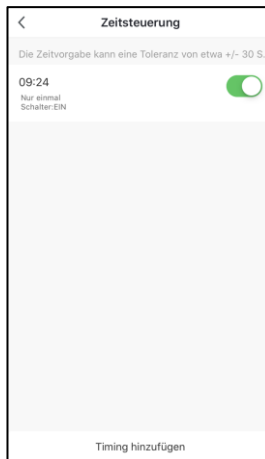 Zeitsteuerung
Die Zeitvorgabe kann eine Toleranz von etwa +/- 30 S.
09:24
Nur einmal
Schalter:EIN
Timing hinzufügen